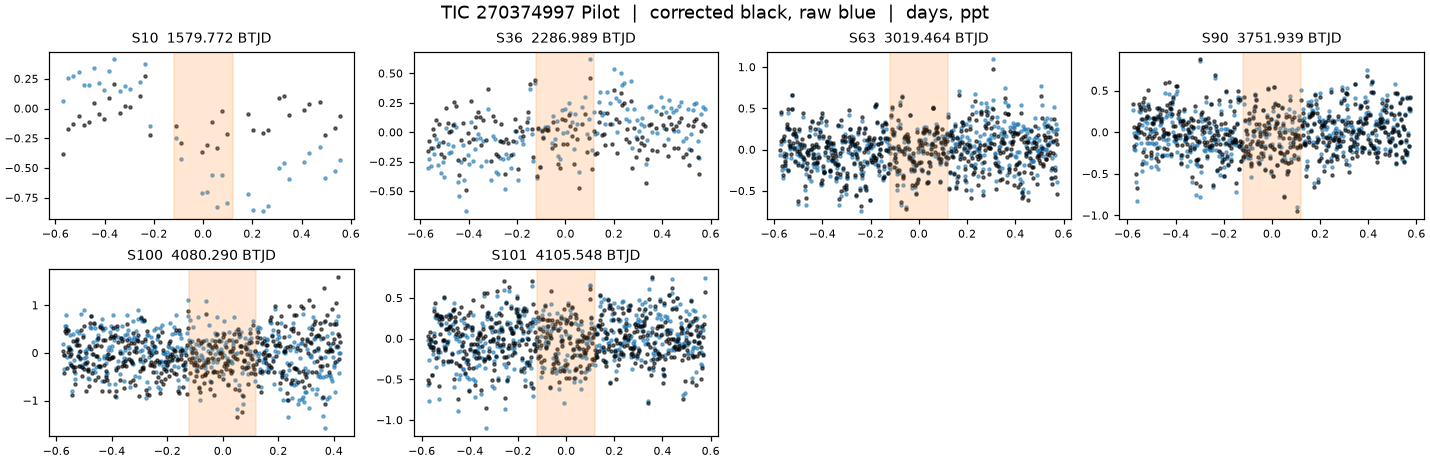 TIC 270374997 Pilot | corrected black, raw blue | days, ppt
S10 1579.772 BTJD
S36 2286.989 BTJD
S63 3019.464 BTJD
S90 3751.939 BTJD
0.25
0.00
−0.25
−0.50
−0.75
−0.6 −0.4 −0.2 0.0 0.2 0.4 0.6
0.50
0.25
0.00
−0.25
−0.50
−0.6 −0.4 −0.2 0.0 0.2 0.4 0.6
1.0
0.5
0.0
−0.5
−0.6 −0.4 −0.2 0.0 0.2 0.4 0.6
0.5
0.0
−0.5
−1.0
−0.6 −0.4 −0.2 0.0 0.2 0.4 0.6
S100 4080.290 BTJD
S101 4105.548 BTJD
1
0
−1
−0.6 −0.4 −0.2 0.0 0.2 0.4
0.5
0.0
−0.5
−1.0
−0.6 −0.4 −0.2 0.0 0.2 0.4 0.6